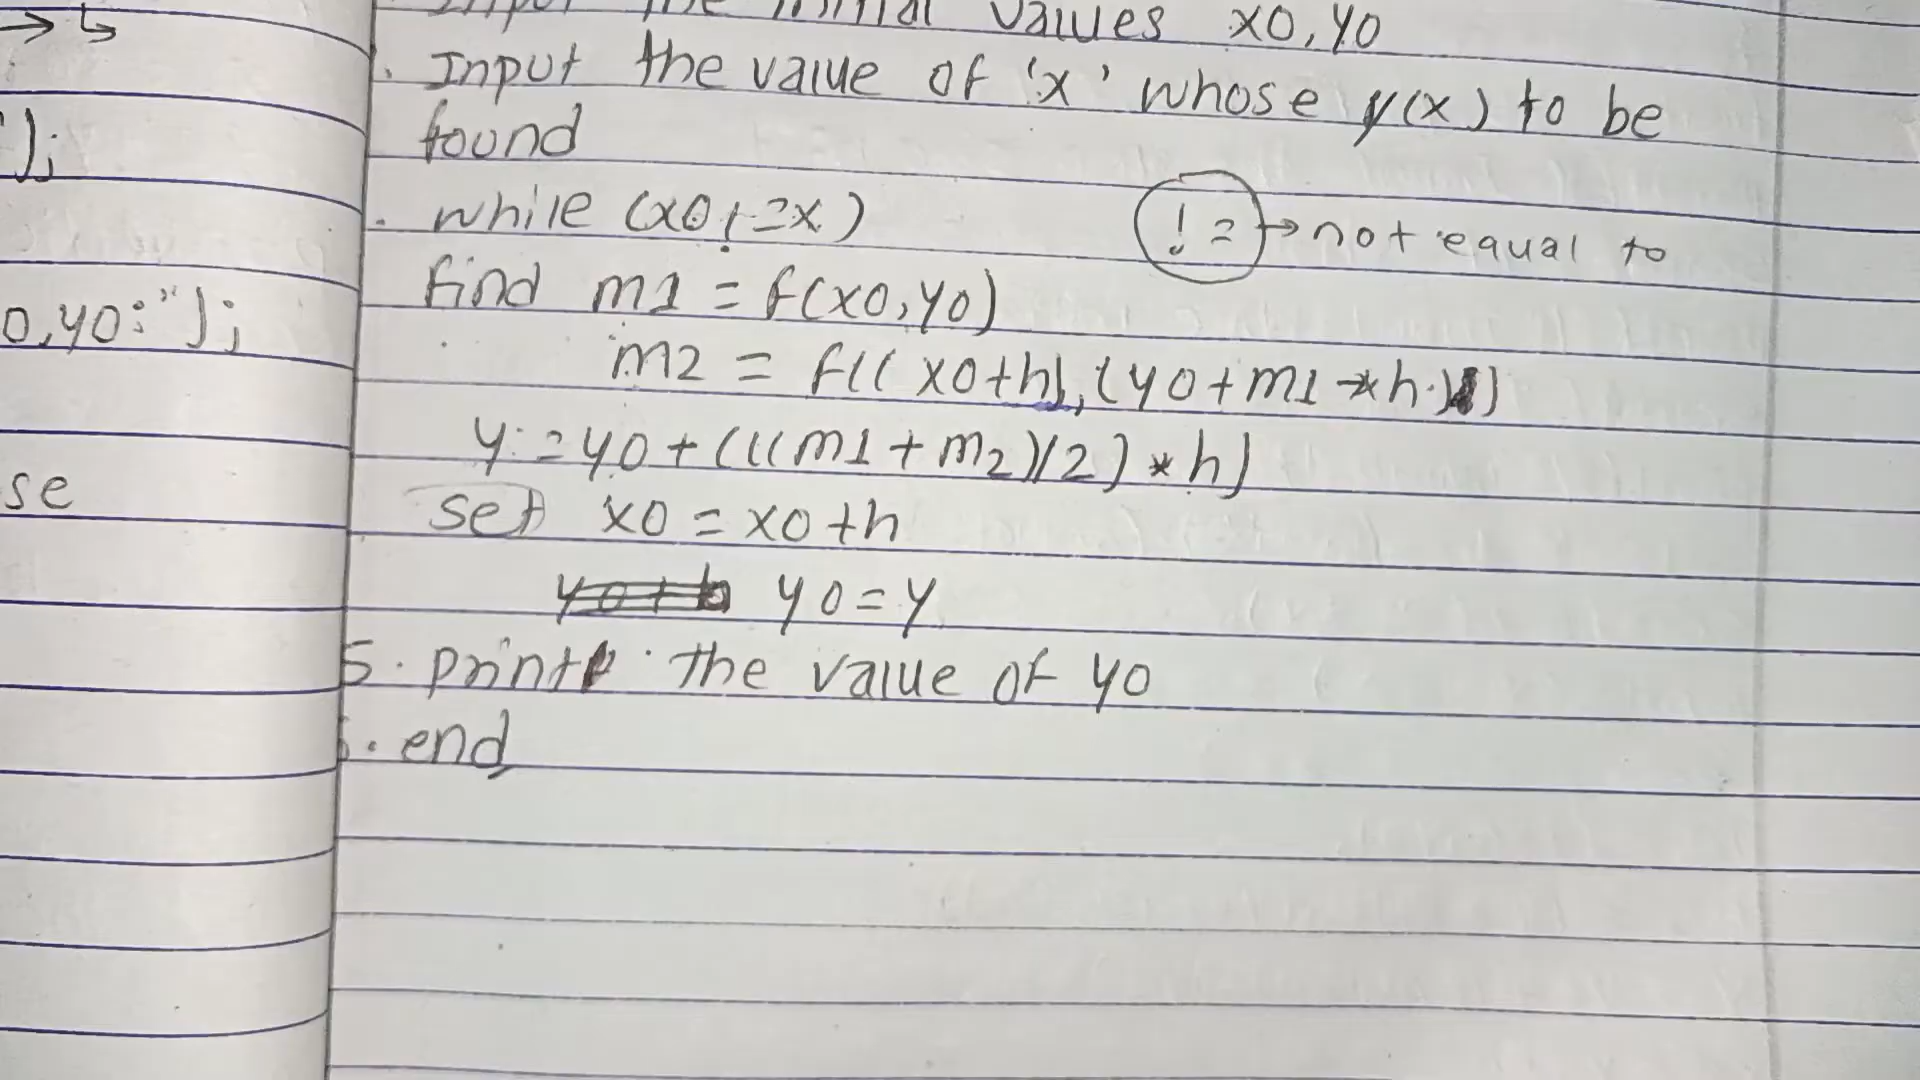 ");
0,y0:");
se
Input the initial values x0,y0
. Input the value of 'x' whose y(x) to be
found
. while (x0!=x)
!= → not equal to
find m1 = f(x0,y0)
m2 = f((x0+h),(y0+m1*h))
y = y0+(((m1+m2)/2)*h)
set x0 = x0+h
y0=y
5. print the value of y0
. end